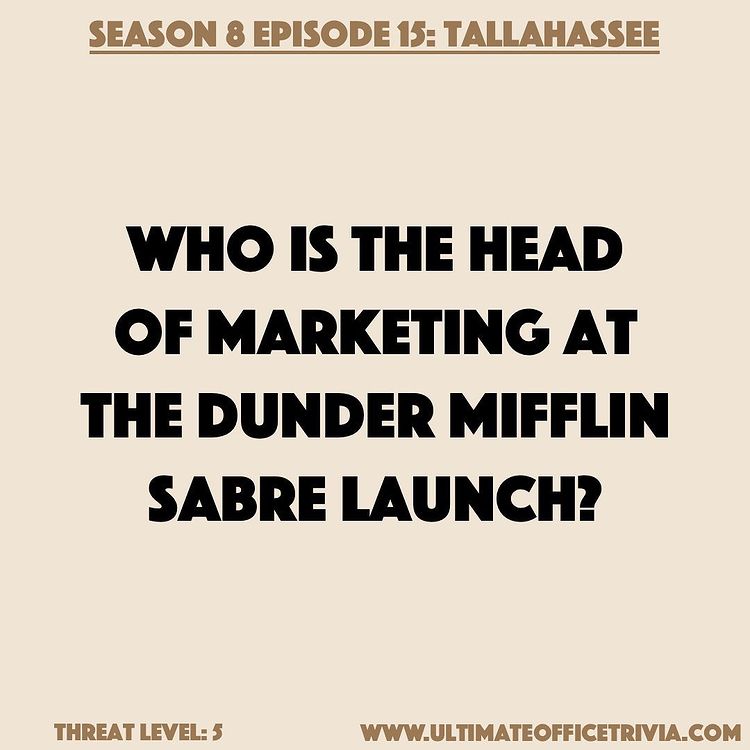 SEASON 8 EPISODE 15: TALLAHASSEE
WHO IS THE HEAD
OF MARKETING AT
THE DUNDER MIFFLIN
SABRE LAUNCH?
THREAT LEVEL: 5
WWW.ULTIMATEOFFICETRIVIA.COM